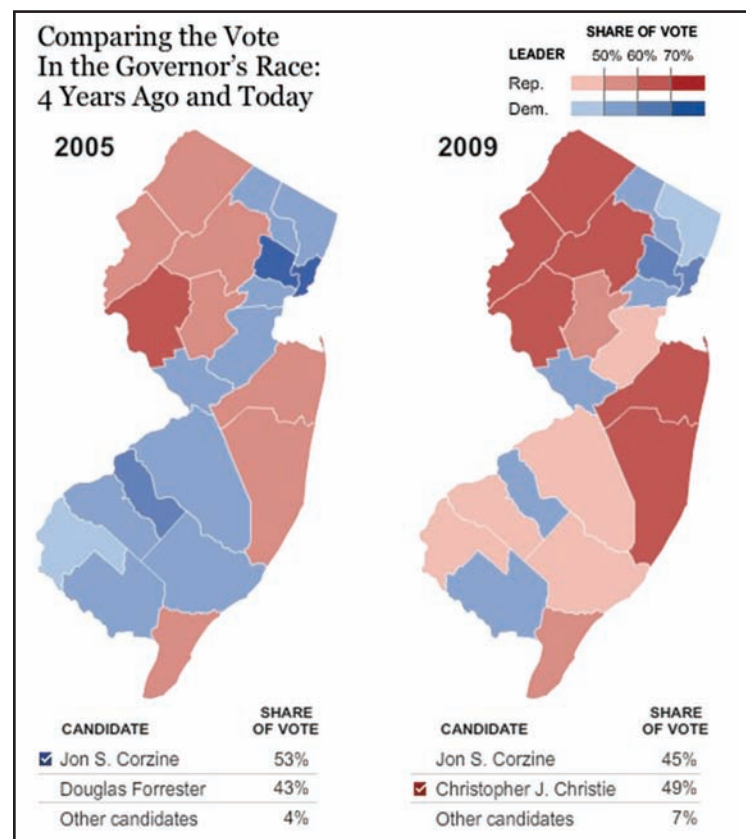 Comparing the Vote
In the Governor's Race:
4 Years Ago and Today
SHARE OF VOTE
LEADER 50% 60% 70%
Rep.
Dem.
2005
2009
CANDIDATE SHARE OF VOTE
Jon S. Corzine 53%
Douglas Forrester 43%
Other candidates 4%
CANDIDATE SHARE OF VOTE
Jon S. Corzine 45%
Christopher J. Christie 49%
Other candidates 7%